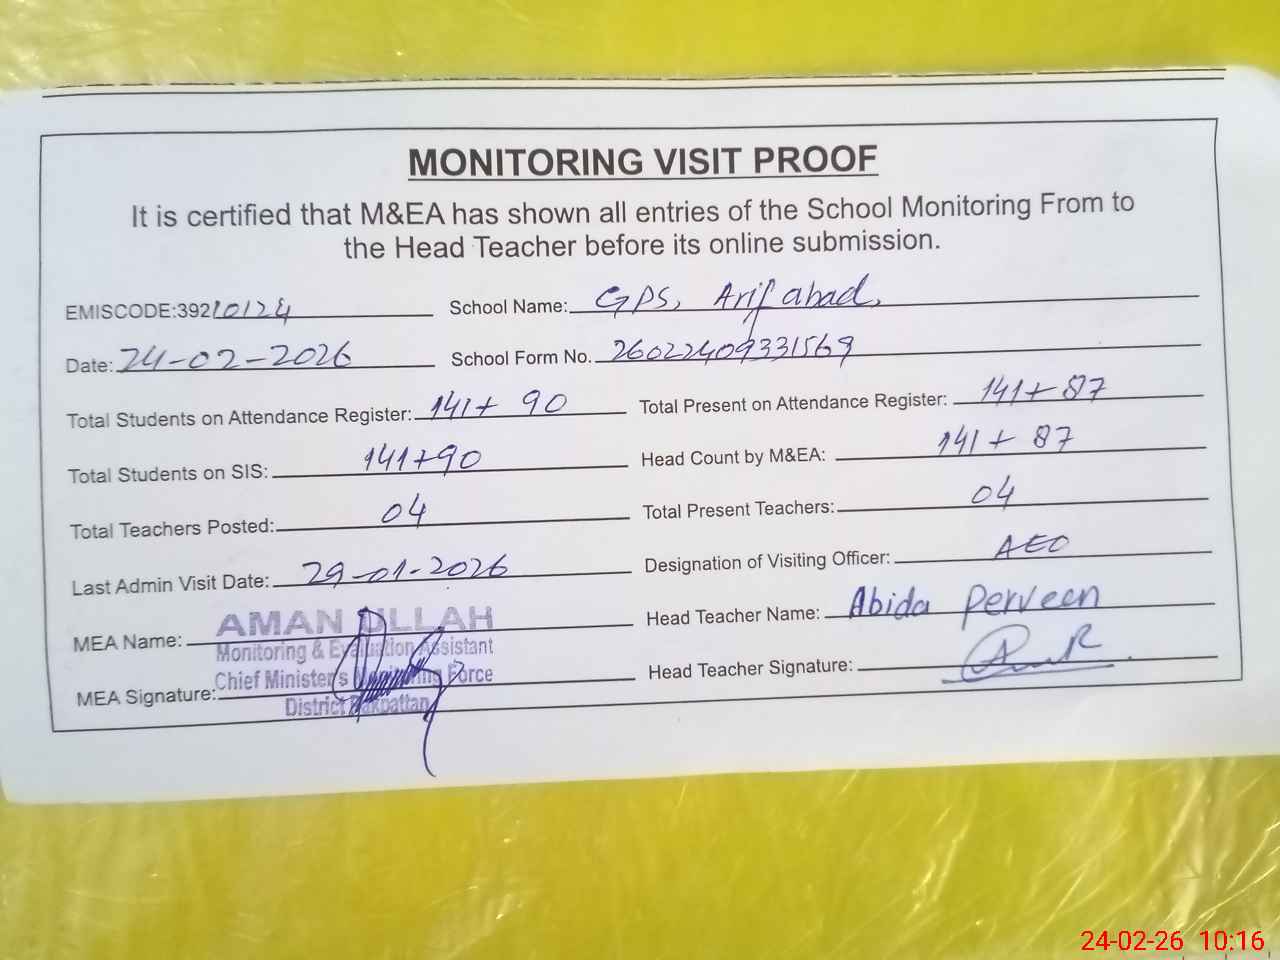 MONITORING VISIT PROOF
It is certified that M&EA has shown all entries of the School Monitoring From to
the Head Teacher before its online submission.
EMISCODE:39210124 School Name: GPS, Arif abad,
Date: 24-02-2026 School Form No. 26022409331569
Total Students on Attendance Register: 141+ 90 Total Present on Attendance Register: 141+ 87
Total Students on SIS: 141+90 Head Count by M&EA: 141+ 87
Total Teachers Posted: 04 Total Present Teachers: 04
Last Admin Visit Date: 29-01-2026 Designation of Visiting Officer: AEO
MEA Name: AMAN ULLAH Head Teacher Name: Abida Perveen
Monitoring & Evaluation Assistant
Chief Minister's Monitoring Force
MEA Signature: Head Teacher Signature:
District Pakpattan
24-02-26 10:16